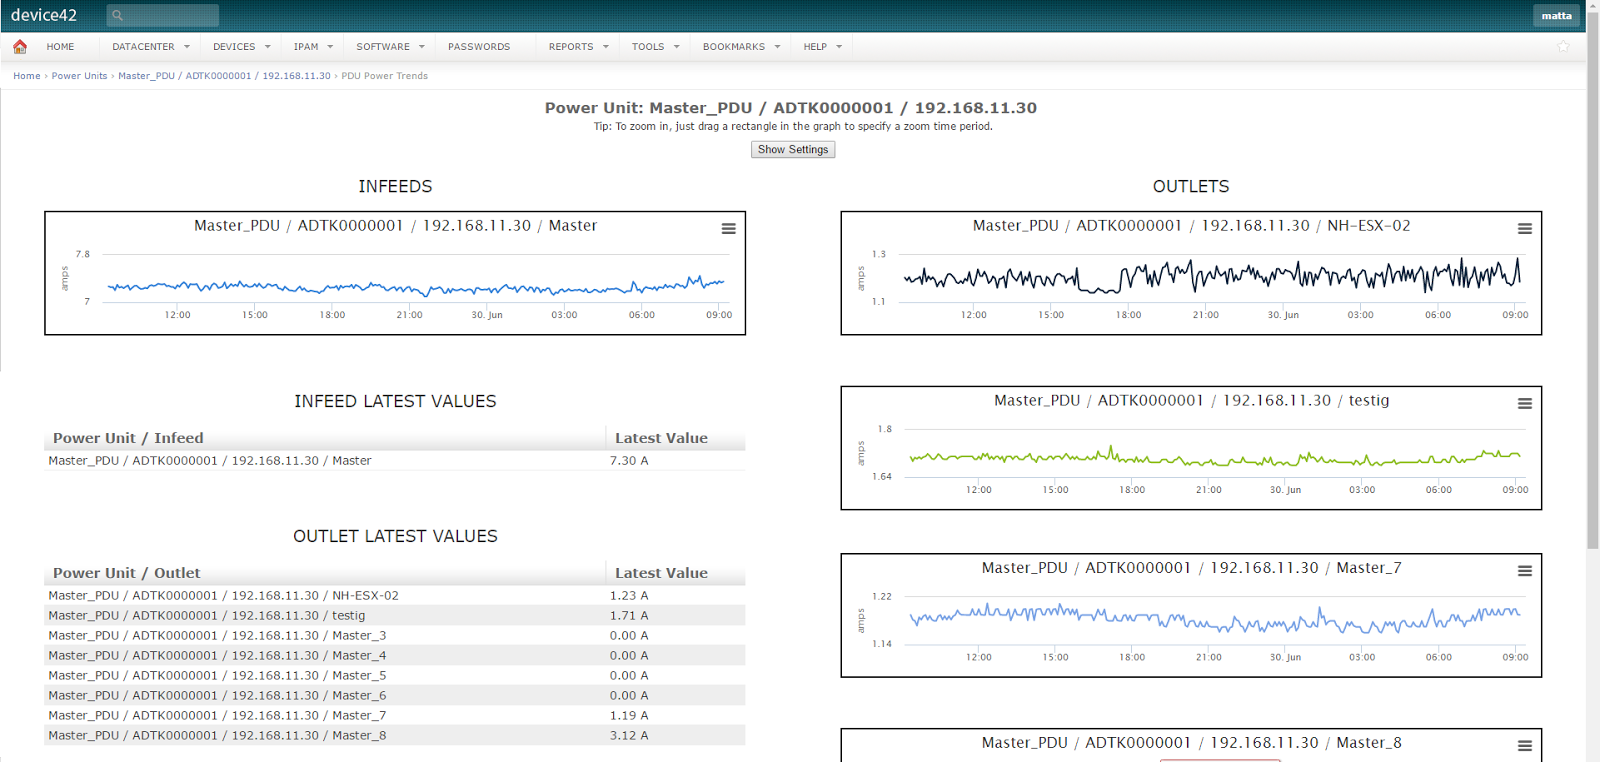 device42
matta
HOME DATACENTER DEVICES IPAM SOFTWARE PASSWORDS REPORTS TOOLS BOOKMARKS HELP
Home › Power Units › Master_PDU / ADTK0000001 / 192.168.11.30 › PDU Power Trends
Power Unit: Master_PDU / ADTK0000001 / 192.168.11.30
Tip: To zoom in, just drag a rectangle in the graph to specify a zoom time period.
Show Settings
INFEEDS
Master_PDU / ADTK0000001 / 192.168.11.30 / Master
7.8
amps
7
12:00 15:00 18:00 21:00 30. Jun 03:00 06:00 09:00
INFEED LATEST VALUES
Power Unit / Infeed Latest Value
Master_PDU / ADTK0000001 / 192.168.11.30 / Master 7.30 A
OUTLET LATEST VALUES
Power Unit / Outlet Latest Value
Master_PDU / ADTK0000001 / 192.168.11.30 / NH-ESX-02 1.23 A
Master_PDU / ADTK0000001 / 192.168.11.30 / testig 1.71 A
Master_PDU / ADTK0000001 / 192.168.11.30 / Master_3 0.00 A
Master_PDU / ADTK0000001 / 192.168.11.30 / Master_4 0.00 A
Master_PDU / ADTK0000001 / 192.168.11.30 / Master_5 0.00 A
Master_PDU / ADTK0000001 / 192.168.11.30 / Master_6 0.00 A
Master_PDU / ADTK0000001 / 192.168.11.30 / Master_7 1.19 A
Master_PDU / ADTK0000001 / 192.168.11.30 / Master_8 3.12 A
OUTLETS
Master_PDU / ADTK0000001 / 192.168.11.30 / NH-ESX-02
1.3
amps
1.1
12:00 15:00 18:00 21:00 30. Jun 03:00 06:00 09:00
Master_PDU / ADTK0000001 / 192.168.11.30 / testig
1.8
amps
1.64
12:00 15:00 18:00 21:00 30. Jun 03:00 06:00 09:00
Master_PDU / ADTK0000001 / 192.168.11.30 / Master_7
1.22
amps
1.14
12:00 15:00 18:00 21:00 30. Jun 03:00 06:00 09:00
Master_PDU / ADTK0000001 / 192.168.11.30 / Master_8